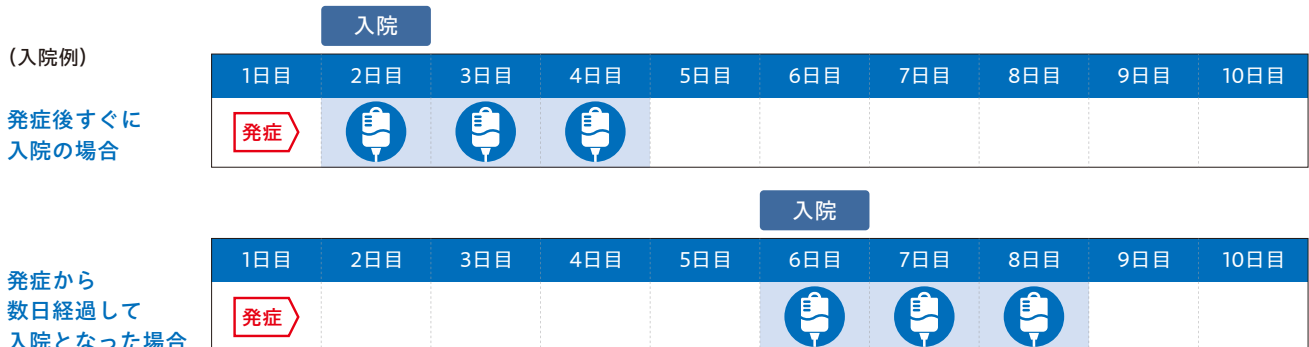 入院
(入院例)
1日目 2日目 3日目 4日目 5日目 6日目 7日目 8日目 9日目 10日目
発症後すぐに
入院の場合
発症
入院
1日目 2日目 3日目 4日目 5日目 6日目 7日目 8日目 9日目 10日目
発症から
数日経過して
入院となった場合
発症